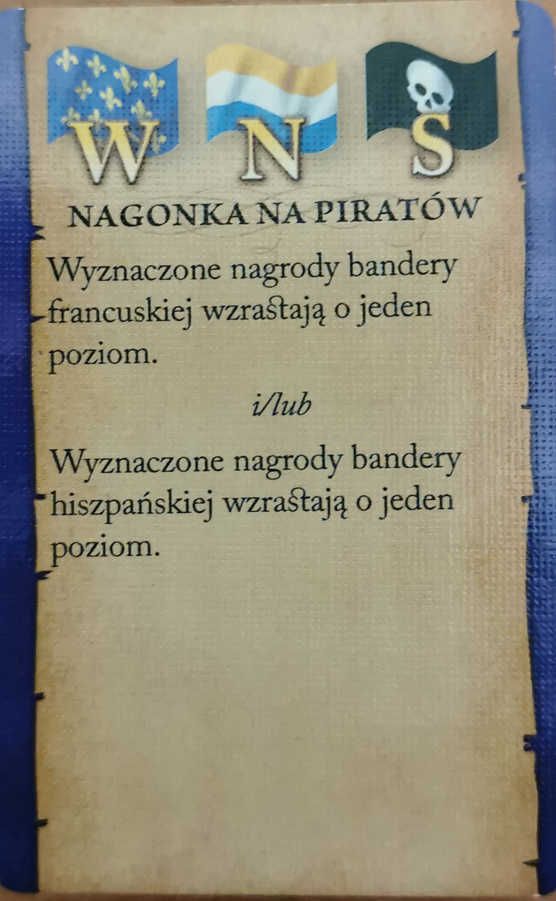 W N S
NAGONKA NA PIRATÓW
Wyznaczone nagrody bandery
francuskiej wzrastają o jeden
poziom.
i/lub
Wyznaczone nagrody bandery
hiszpańskiej wzrastają o jeden
poziom.